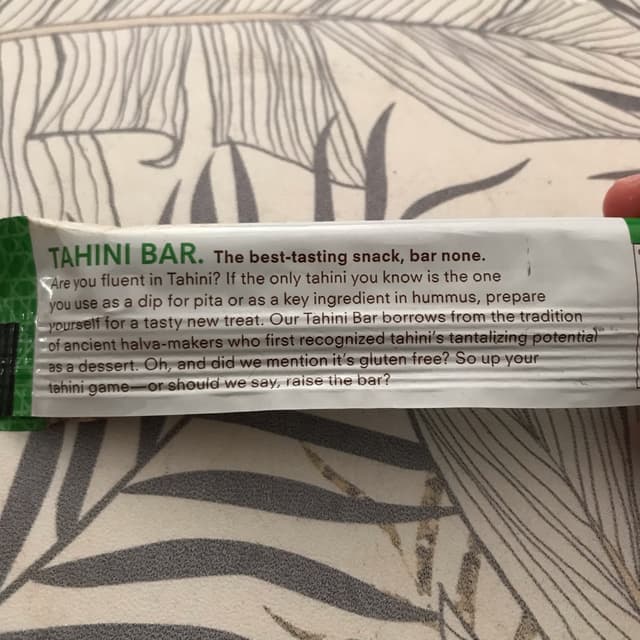 TAHINI BAR. The best-tasting snack, bar none.
Are you fluent in Tahini? If the only tahini you know is the one
you use as a dip for pita or as a key ingredient in hummus, prepare
yourself for a tasty new treat. Our Tahini Bar borrows from the tradition
of ancient halva-makers who first recognized tahini's tantalizing potential
as a dessert. Oh, and did we mention it's gluten free? So up your
tahini game—or should we say, raise the bar?